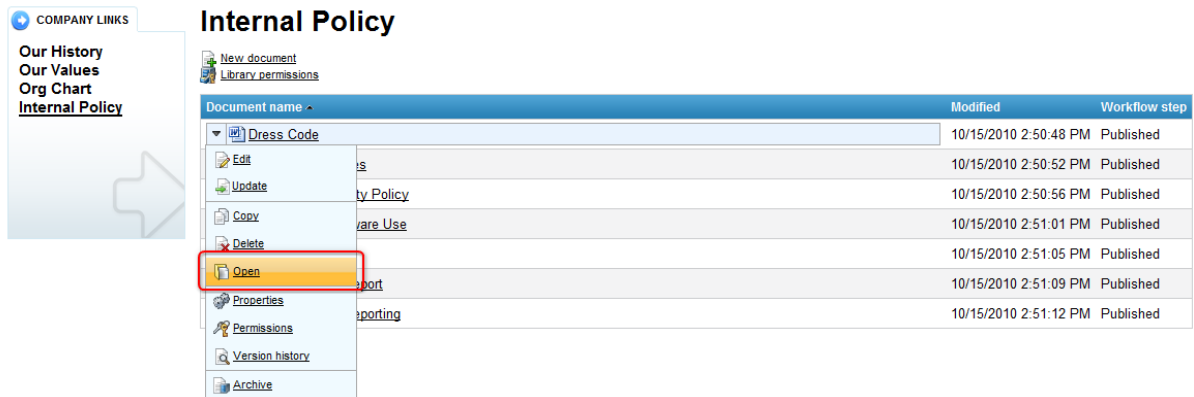 COMPANY LINKS
Our History
Our Values
Org Chart
Internal Policy
Internal Policy
New document
Library permissions
Document name Modified Workflow step
Dress Code 10/15/2010 2:50:48 PM Published
es 10/15/2010 2:50:52 PM Published
ty Policy 10/15/2010 2:50:56 PM Published
ware Use 10/15/2010 2:51:01 PM Published
10/15/2010 2:51:05 PM Published
eport 10/15/2010 2:51:09 PM Published
eporting 10/15/2010 2:51:12 PM Published
Edit
Update
Copy
Delete
Open
Properties
Permissions
Version history
Archive